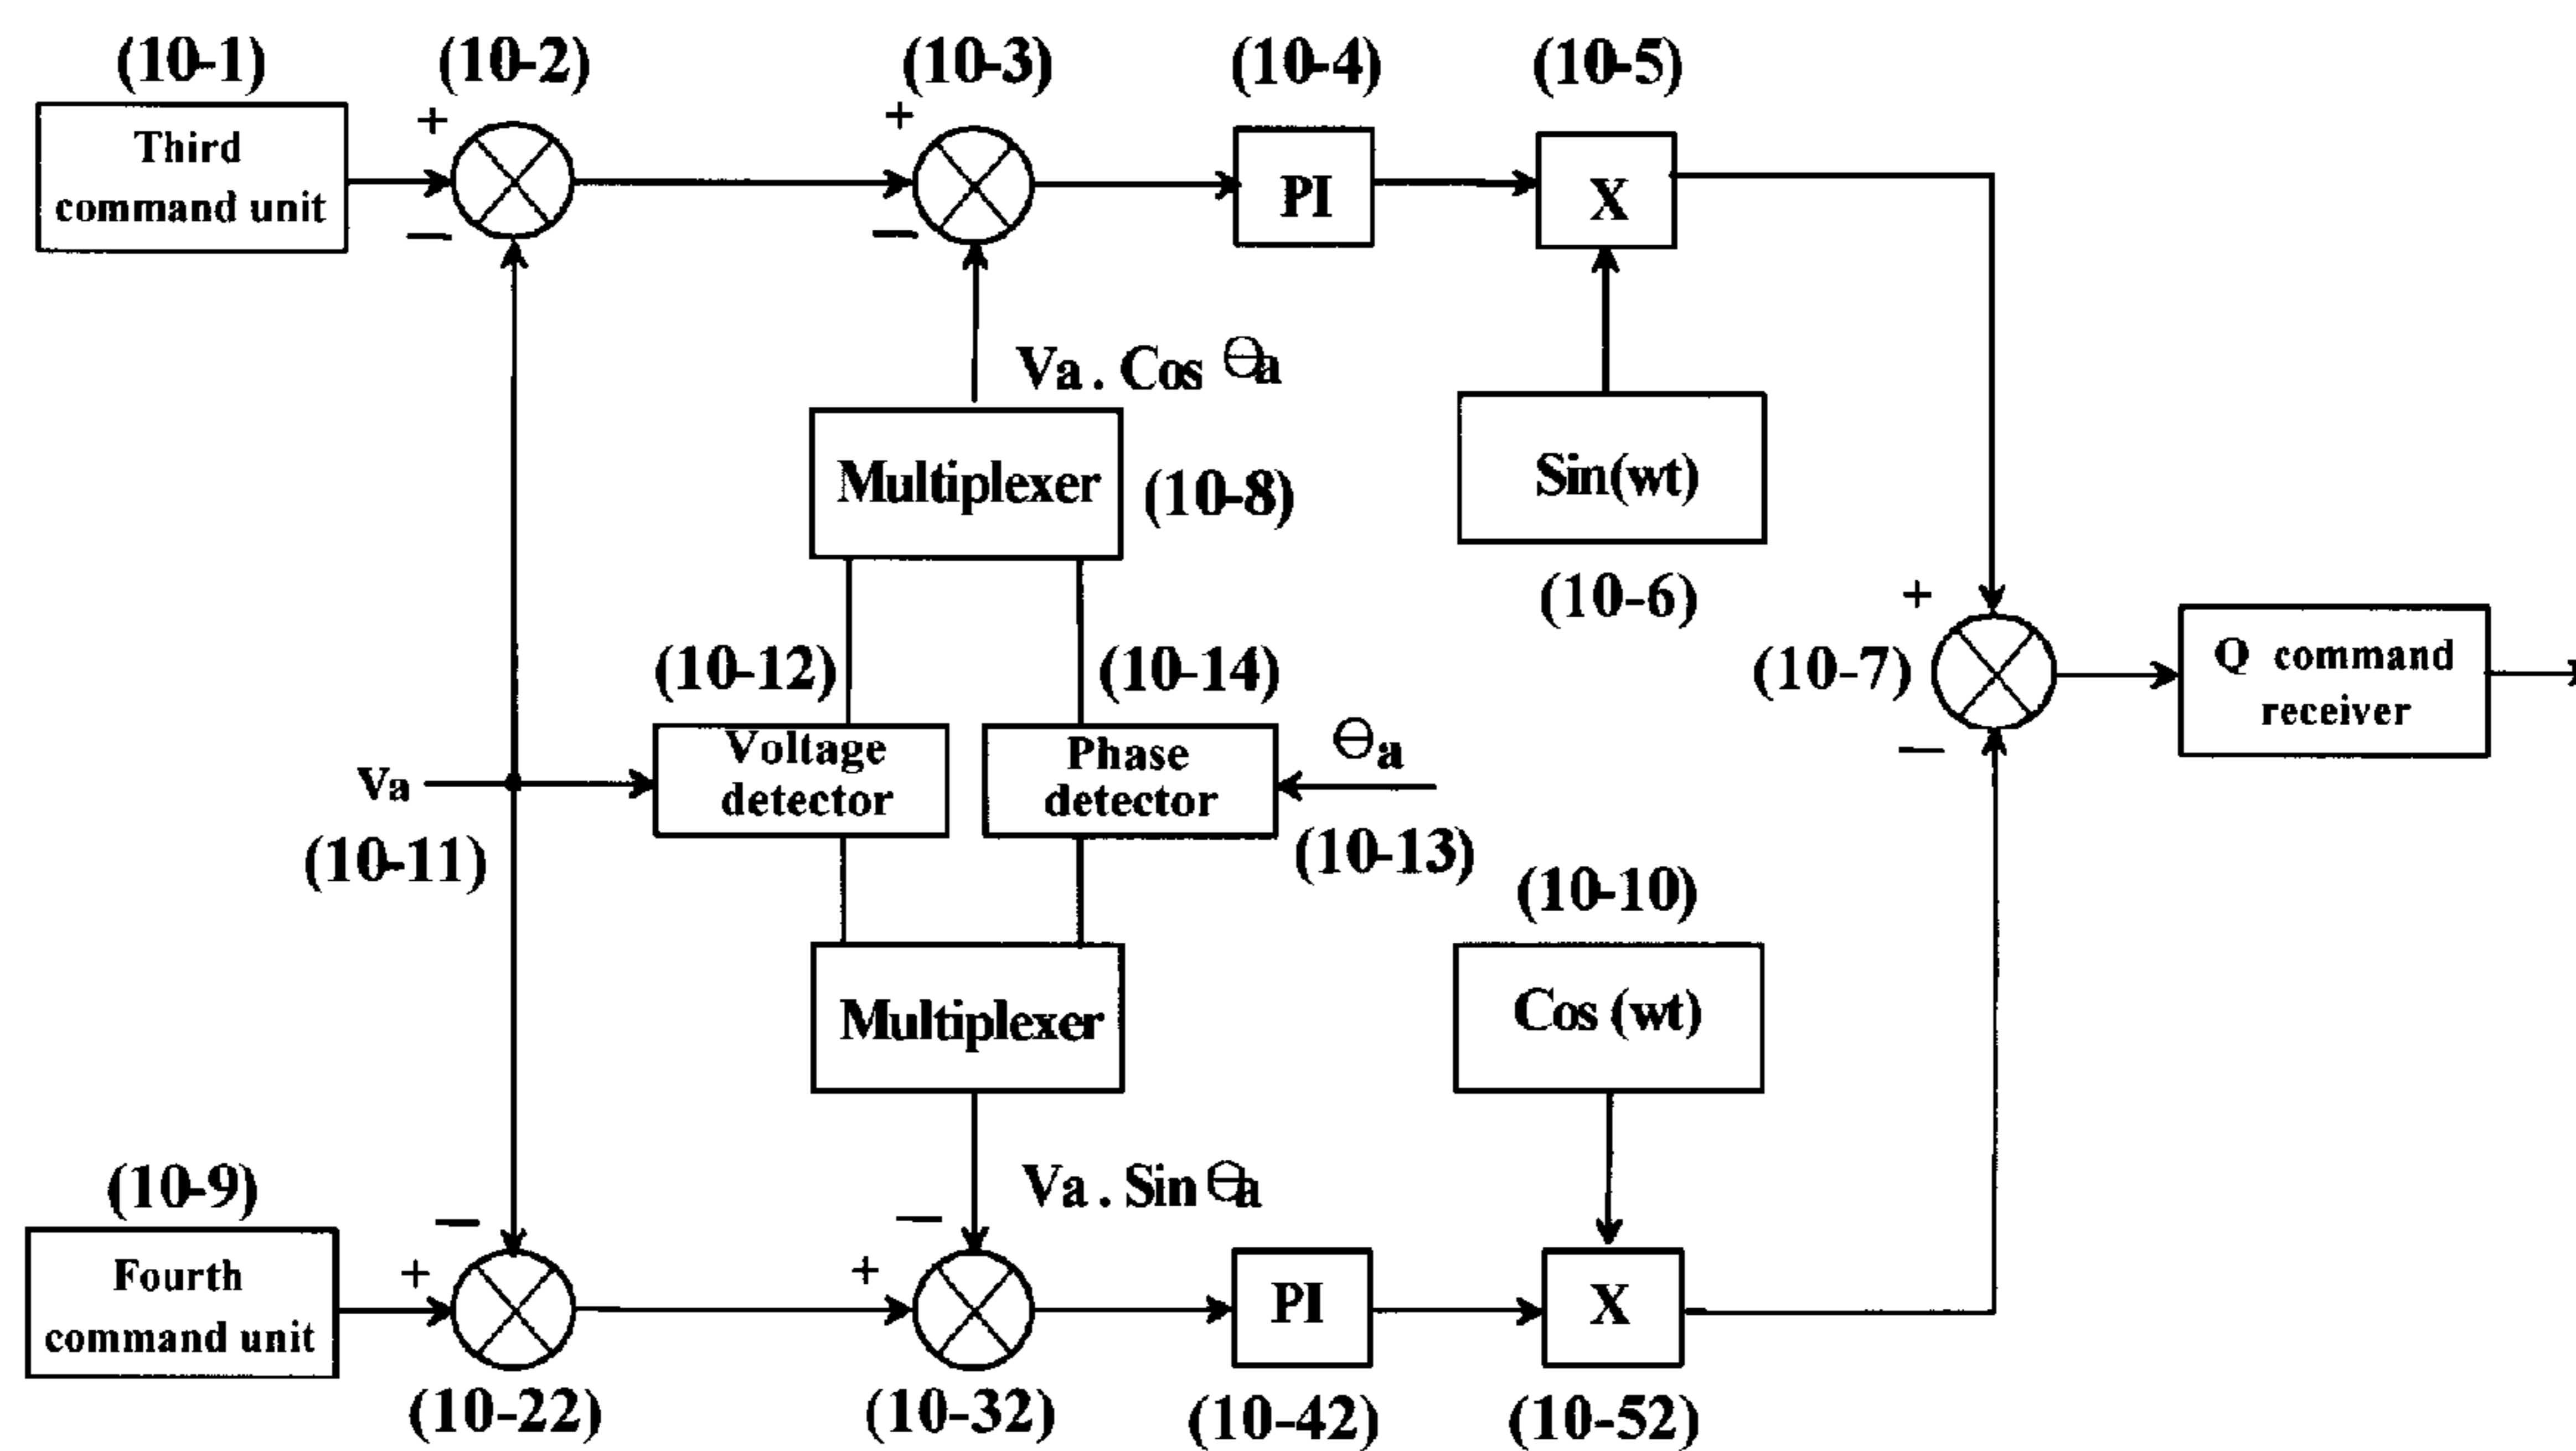 (10-1)
(10-2)
(10-3)
(10-4)
(10-5)
Third
command unit
+
−
+
−
PI
X
Va . Cos Θa
Multiplexer
(10-8)
Sin(wt)
(10-6)
(10-12)
(10-14)
+
(10-7)
−
Q command
receiver
Voltage
detector
Phase
detector
Θa
Va
(10-11)
(10-13)
(10-10)
Multiplexer
Cos (wt)
(10-9)
Va . Sin Θa
−
−
Fourth
command unit
+
+
PI
X
(10-22)
(10-32)
(10-42)
(10-52)